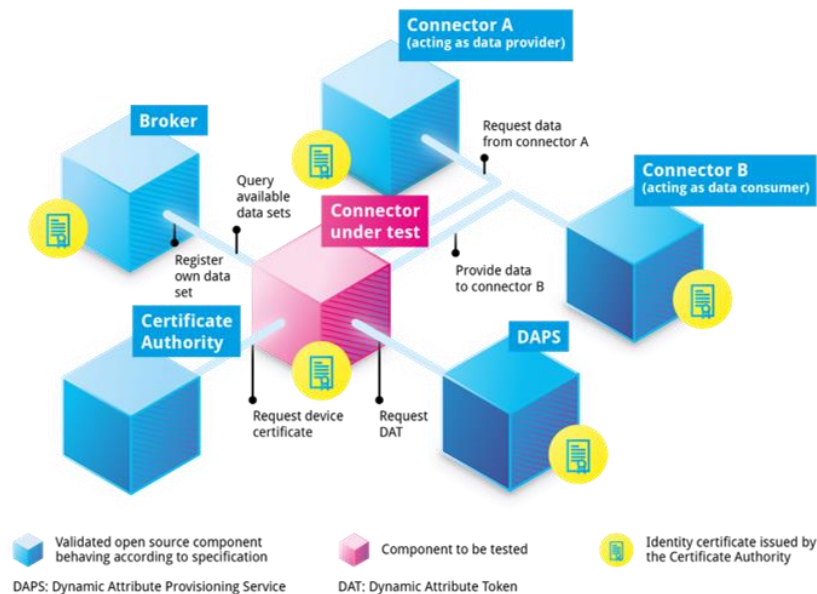 Connector A
(acting as data provider)
Broker
Request data
from connector A
Connector B
(acting as data consumer)
Query
available
data sets
Connector
under test
Register
own data
set
Provide data
to connector B
Certificate
Authority
DAPS
Request device
certificate
Request
DAT
Validated open source component
behaving according to specification
Component to be tested
Identity certificate issued by
the Certificate Authority
DAPS: Dynamic Attribute Provisioning Service
DAT: Dynamic Attribute Token